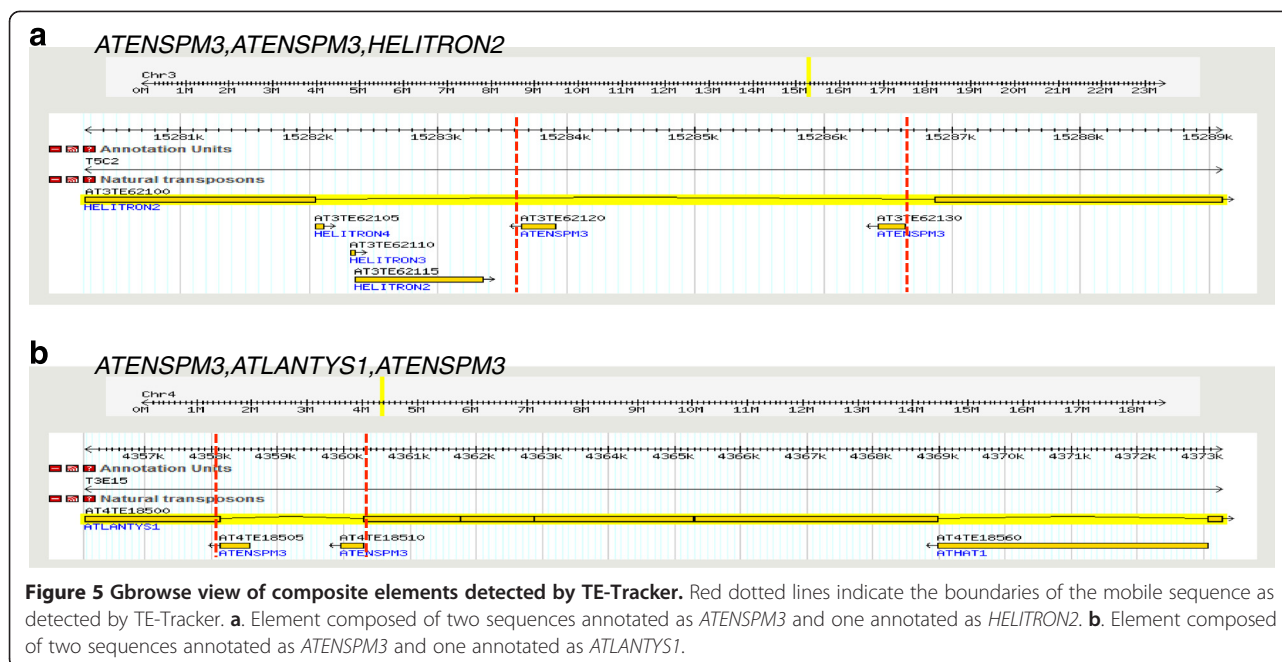 a
ATENSPM3,ATENSPM3,HELITRON2
Chr3
0M 1M 2M 3M 4M 5M 6M 7M 8M 9M 10M 11M 12M 13M 14M 15M 16M 17M 18M 19M 20M 21M 22M 23M
15281k 15282k 15283k 15284k 15285k 15286k 15287k 15288k 15289k
Annotation Units
T5C2
Natural transposons
AT3TE62100
HELITRON2
AT3TE62105 AT3TE62120 AT3TE62130
HELITRON4 ATENSPM3 ATENSPM3
AT3TE62110
HELITRON3
AT3TE62115
HELITRON2
b
ATENSPM3,ATLANTYS1,ATENSPM3
Chr4
0M 1M 2M 3M 4M 5M 6M 7M 8M 9M 10M 11M 12M 13M 14M 15M 16M 17M 18M
4357k 4358k 4359k 4360k 4361k 4362k 4363k 4364k 4365k 4366k 4367k 4368k 4369k 4370k 4371k 4372k 4373k
Annotation Units
T3E15
Natural transposons
AT4TE18500
ATLANTYS1
AT4TE18505 AT4TE18510 AT4TE18560
ATENSPM3 ATENSPM3 ATHAT1
Figure 5 Gbrowse view of composite elements detected by TE-Tracker. Red dotted lines indicate the boundaries of the mobile sequence as
detected by TE-Tracker. a. Element composed of two sequences annotated as ATENSPM3 and one annotated as HELITRON2. b. Element composed
of two sequences annotated as ATENSPM3 and one annotated as ATLANTYS1.